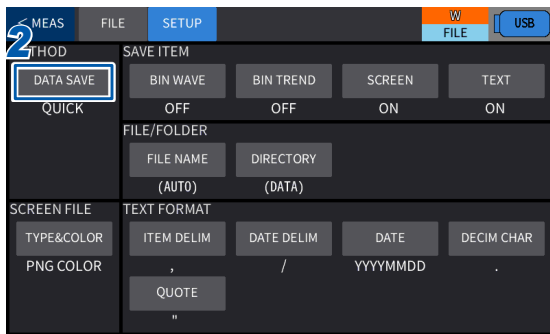 < MEAS FILE SETUP W FILE USB
2
THOD SAVE ITEM
DATA SAVE BIN WAVE BIN TREND SCREEN TEXT
QUICK OFF OFF ON ON
FILE/FOLDER
FILE NAME DIRECTORY
(AUTO) (DATA)
SCREEN FILE TEXT FORMAT
TYPE&COLOR ITEM DELIM DATE DELIM DATE DECIM CHAR
PNG COLOR , / YYYYMMDD .
QUOTE
"